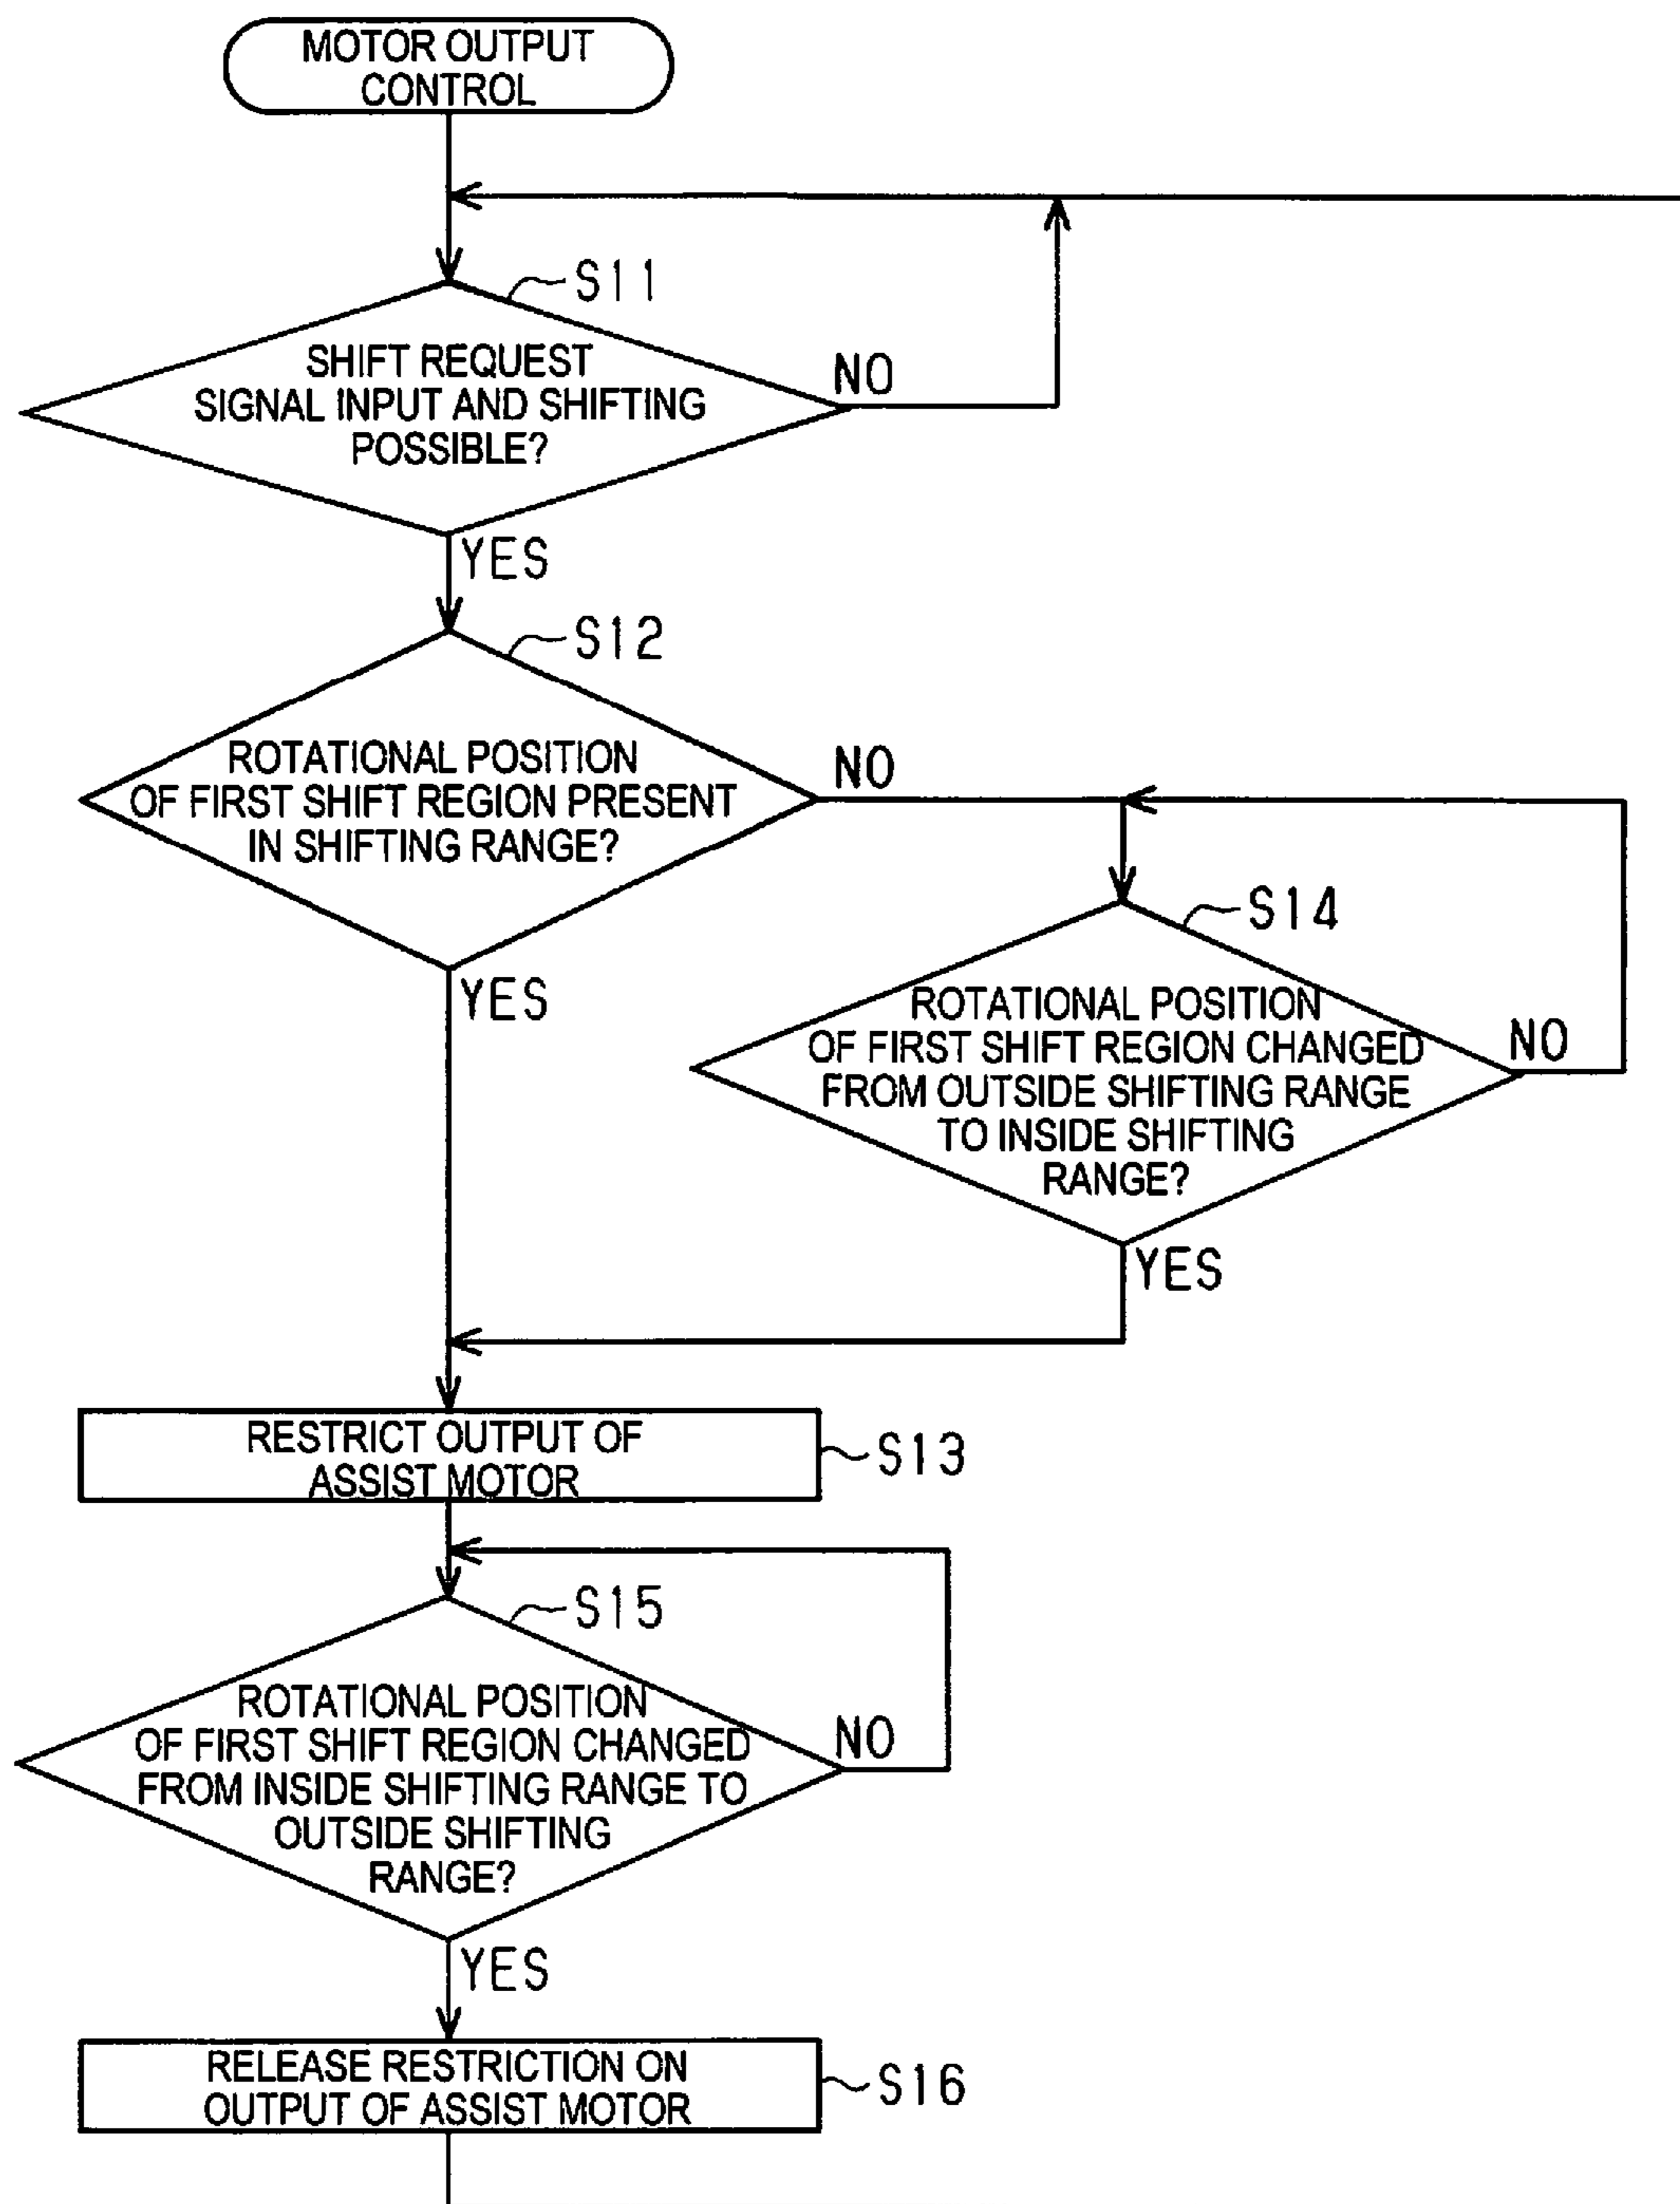 MOTOR OUTPUT
CONTROL
S11
SHIFT REQUEST
SIGNAL INPUT AND SHIFTING
POSSIBLE?
NO
YES
S12
ROTATIONAL POSITION
OF FIRST SHIFT REGION PRESENT
IN SHIFTING RANGE?
NO
YES
S14
ROTATIONAL POSITION
OF FIRST SHIFT REGION CHANGED
FROM OUTSIDE SHIFTING RANGE
TO INSIDE SHIFTING
RANGE?
NO
YES
RESTRICT OUTPUT OF
ASSIST MOTOR
S13
S15
ROTATIONAL POSITION
OF FIRST SHIFT REGION CHANGED
FROM INSIDE SHIFTING RANGE TO
OUTSIDE SHIFTING
RANGE?
NO
YES
RELEASE RESTRICTION ON
OUTPUT OF ASSIST MOTOR
S16